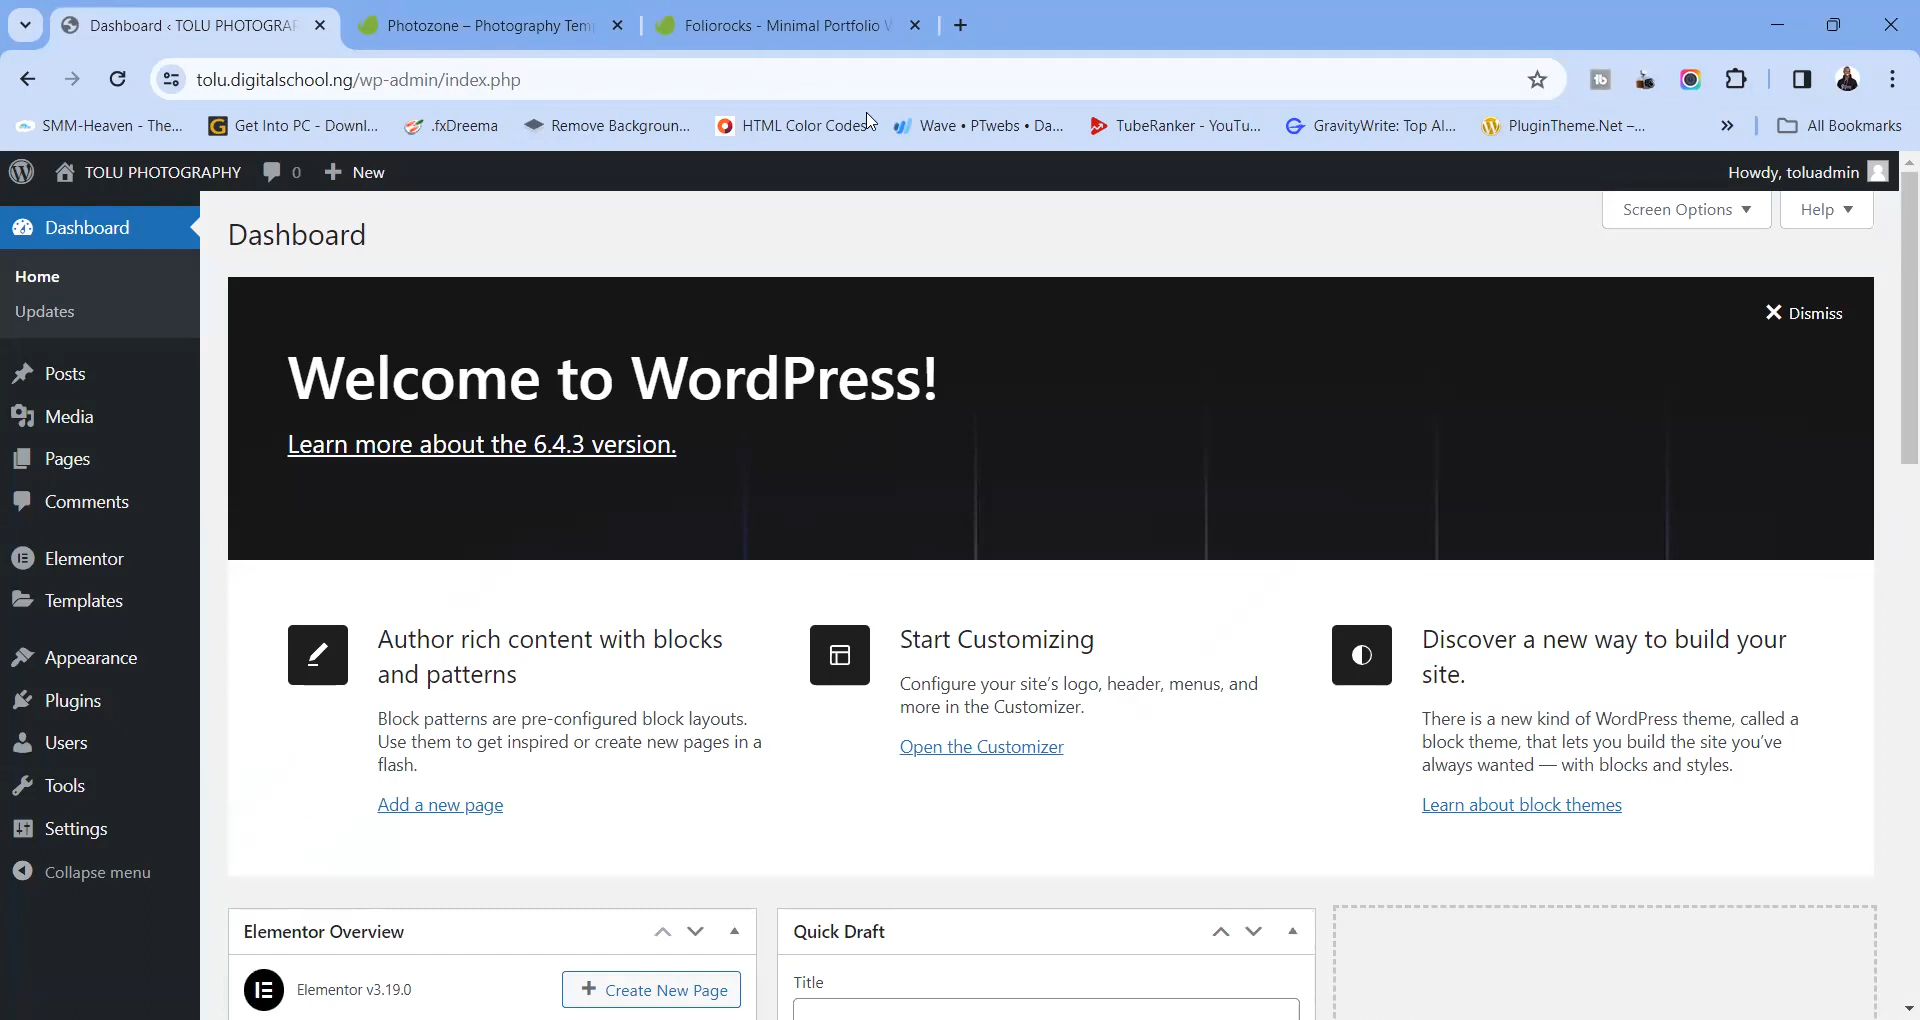 Dashboard ‹ TOLU PHOTOGRAP
Photozone – Photography Tem
Foliorocks - Minimal Portfolio
tolu.digitalschool.ng/wp-admin/index.php
SMM-Heaven - The...
Get Into PC - Downl...
.fxDreema
Remove Backgroun...
HTML Color Codes
Wave • PTwebs • Da...
TubeRanker - YouTu...
GravityWrite: Top Al...
PluginTheme.Net –...
»
All Bookmarks
TOLU PHOTOGRAPHY
0
New
Howdy, toluadmin
Screen Options
Help
Dashboard
Home
Updates
Posts
Media
Pages
Comments
Elementor
Templates
Appearance
Plugins
Users
Tools
Settings
Collapse menu
Dashboard
Dismiss
Welcome to WordPress!
Learn more about the 6.4.3 version.
Author rich content with blocks
and patterns
Block patterns are pre-configured block layouts.
Use them to get inspired or create new pages in a
flash.
Add a new page
Start Customizing
Configure your site’s logo, header, menus, and
more in the Customizer.
Open the Customizer
Discover a new way to build your
site.
There is a new kind of WordPress theme, called a
block theme, that lets you build the site you’ve
always wanted — with blocks and styles.
Learn about block themes
Elementor Overview
Elementor v3.19.0
Create New Page
Quick Draft
Title